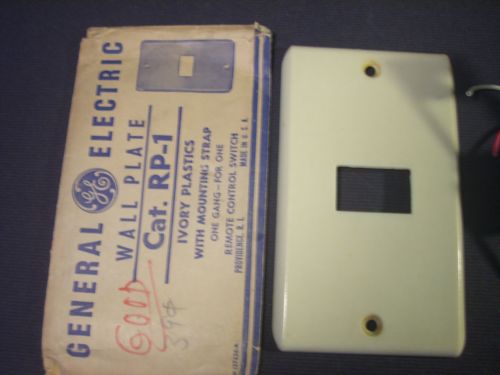 GENERAL GE ELECTRIC
WALL PLATE
Cat. RP-1
IVORY PLASTICS
WITH MOUNTING STRAP
ONE GANG—FOR ONE
REMOTE CONTROL SWITCH
PROVIDENCE, R. I. MADE IN U. S. A.
GOOD
39¢